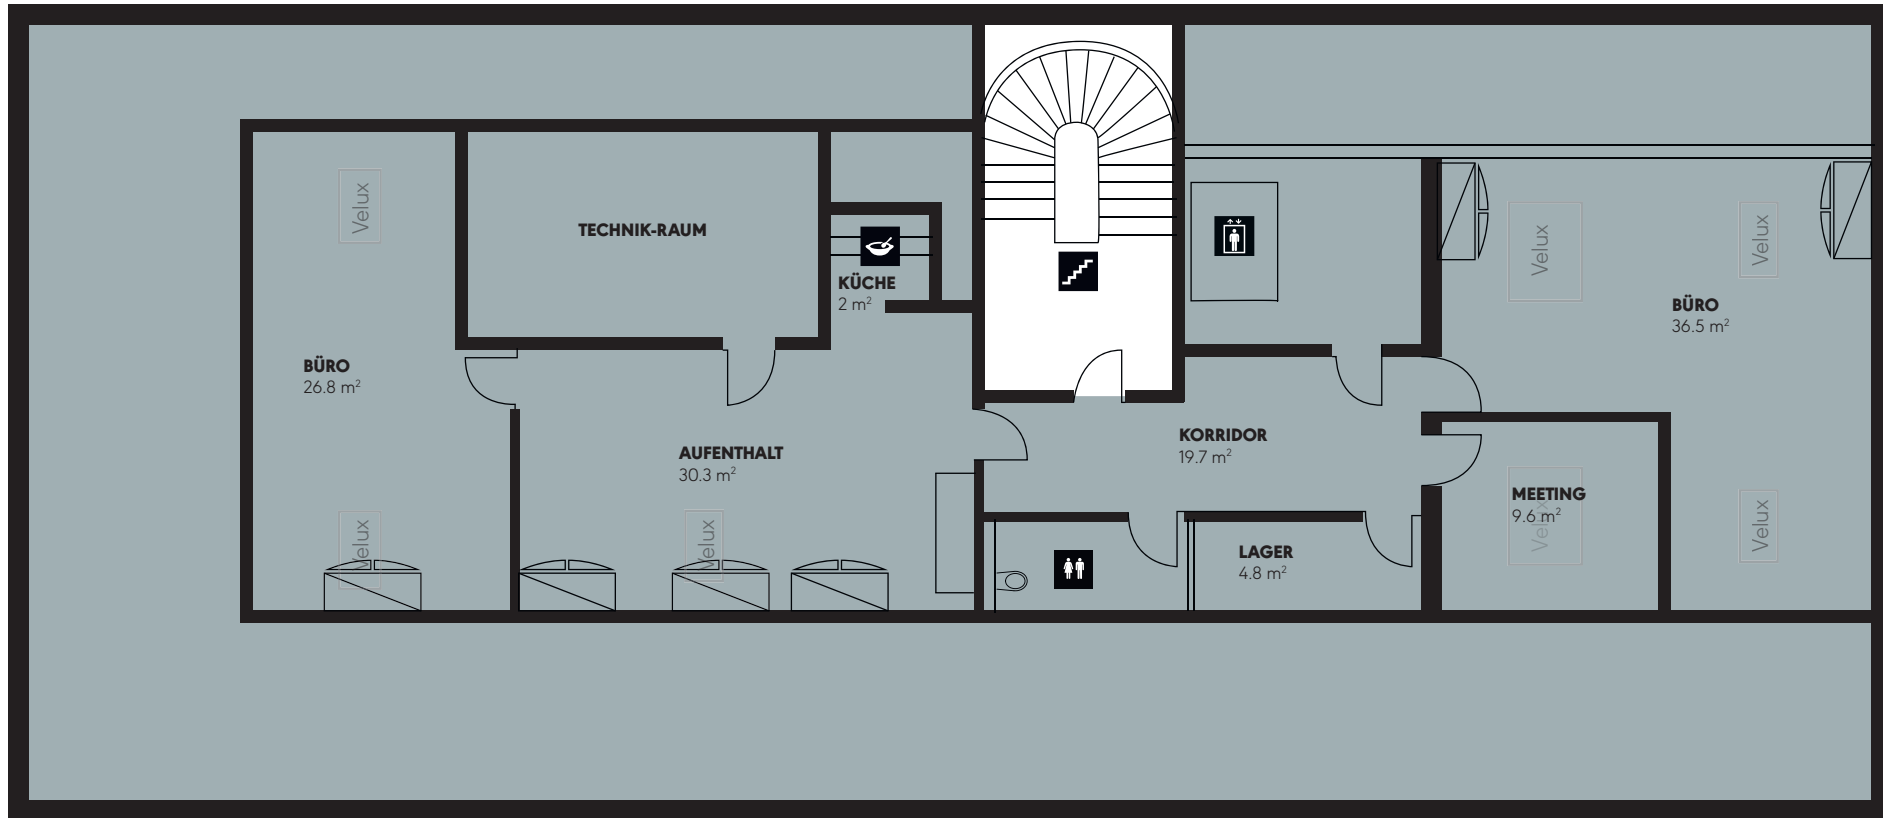 Velux
TECHNIK-RAUM
KÜCHE
2 m²
Velux
Velux
BÜRO
36.5 m²
BÜRO
26.8 m²
AUFENTHALT
30.3 m²
KORRIDOR
19.7 m²
MEETING
9.6 m²
Velux
Velux
Velux
Velux
LAGER
4.8 m²